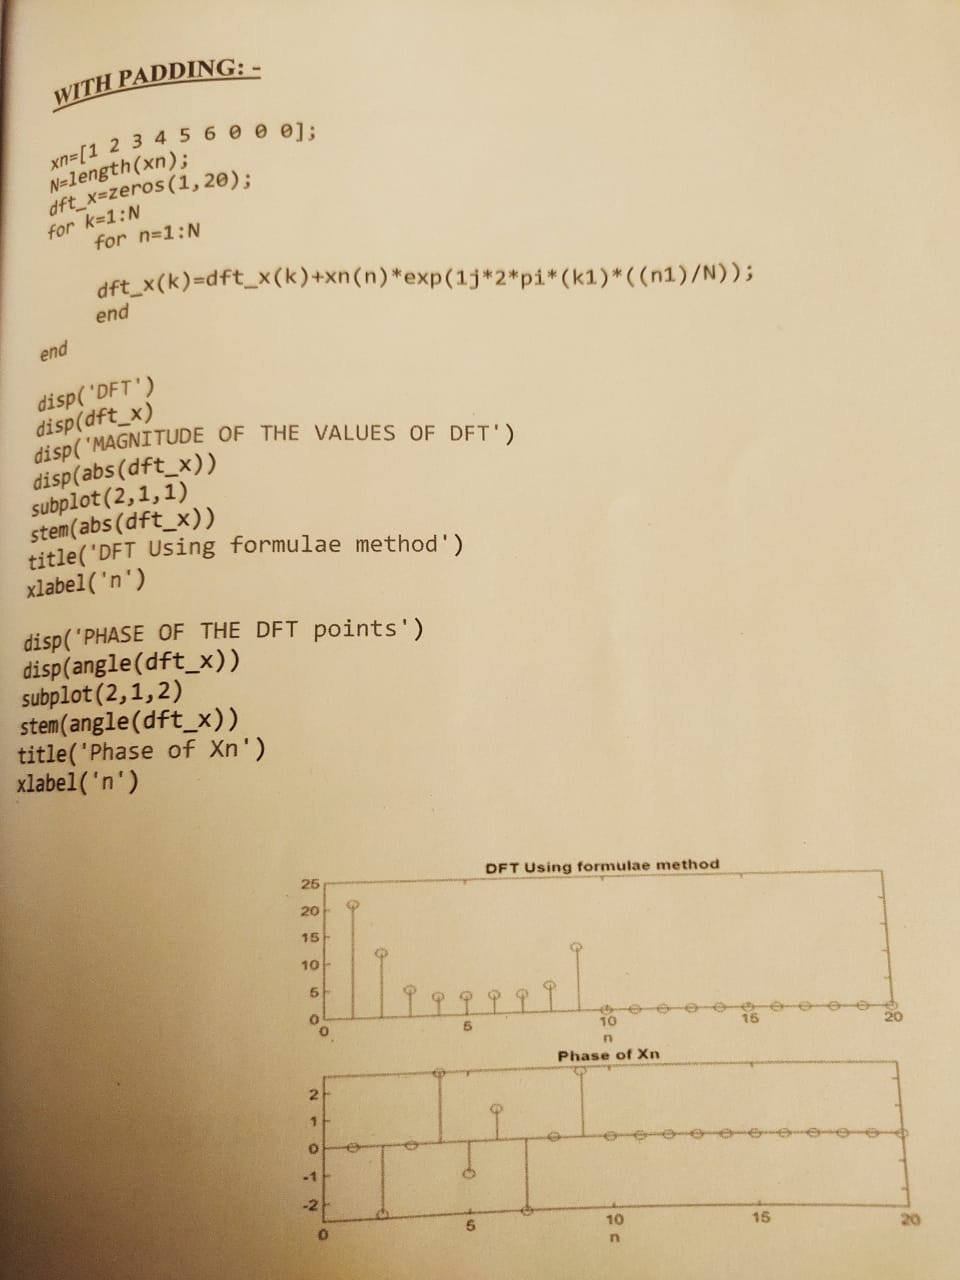 WITH PADDING: -
xn=[1 2 3 4 5 6 0 0 0];
N=length(xn);
dft_x=zeros(1,20);
for k=1:N
for n=1:N
dft_x(k)=dft_x(k)+xn(n)*exp(1j*2*pi*(k1)*((n1)/N));
end
end
disp('DFT')
disp(dft_x)
disp('MAGNITUDE OF THE VALUES OF DFT')
disp(abs(dft_x))
subplot(2,1,1)
stem(abs(dft_x))
title('DFT Using formulae method')
xlabel('n')
disp('PHASE OF THE DFT points')
disp(angle(dft_x))
subplot(2,1,2)
stem(angle(dft_x))
title('Phase of Xn')
xlabel('n')
DFT Using formulae method
25
20
15
10
5
0
0 5 10 15 20
n
Phase of Xn
2
1
0
-1
-2
0 5 10 15 20
n